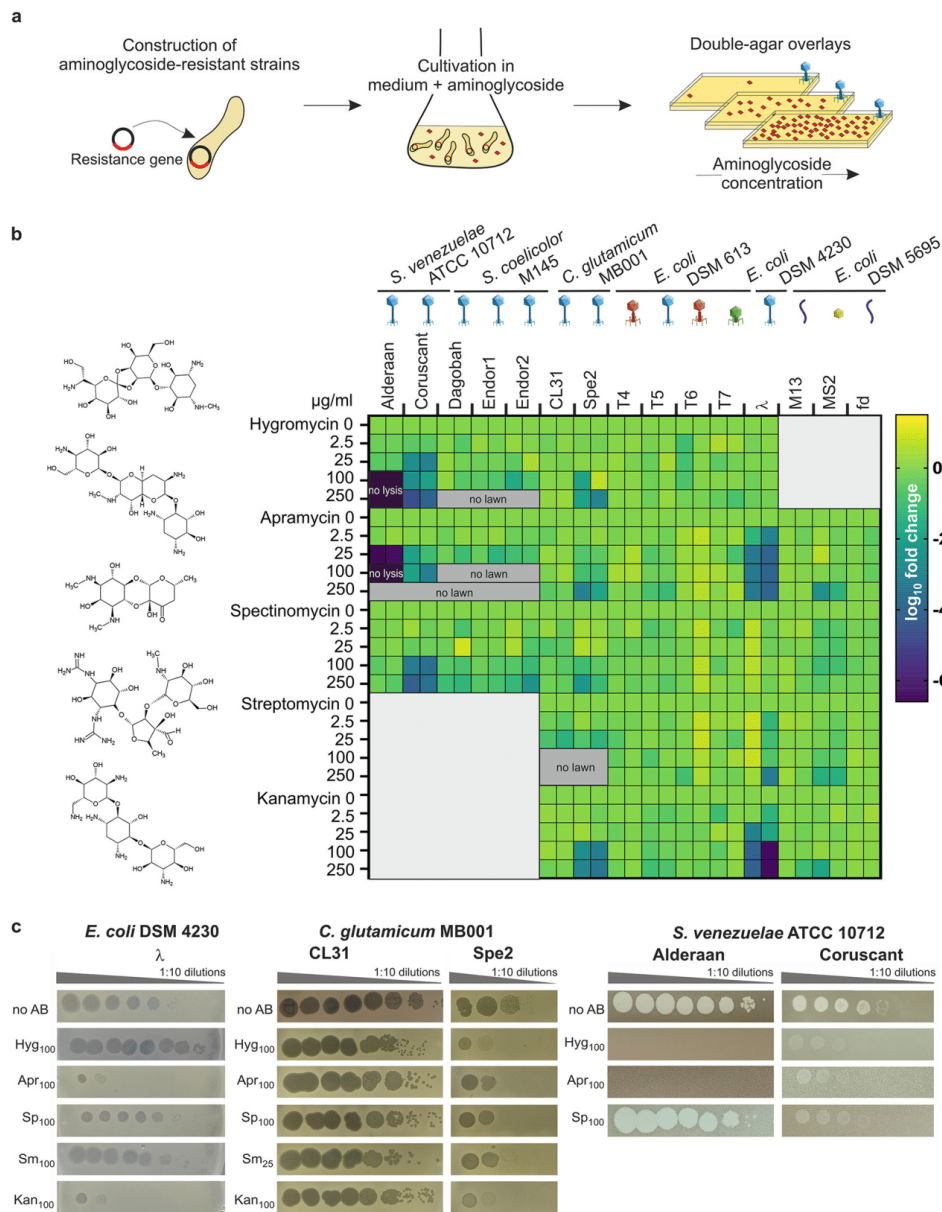 a
Construction of
aminoglycoside-resistant strains
Resistance gene
Cultivation in
medium + aminoglycoside
Double-agar overlays
Aminoglycoside
concentration
b
S. venezuelae
ATCC 10712
S. coelicolor
M145
C. glutamicum
MB001
E. coli
DSM 613
E. coli
DSM 4230
E. coli
DSM 5695
µg/ml
Alderaan
Coruscant
Dagobah
Endor1
Endor2
CL31
Spe2
T4
T5
T6
T7
λ
M13
MS2
fd
Hygromycin 0
2.5
25
100
250
no lysis
no lawn
Apramycin 0
2.5
25
100
250
no lysis
no lawn
no lawn
Spectinomycin 0
2.5
25
100
250
Streptomycin 0
2.5
25
100
250
no lawn
Kanamycin 0
2.5
25
100
250
0
-2
-4
-6
log10 fold change
c
E. coli DSM 4230
λ
1:10 dilutions
no AB
Hyg100
Apr100
Sp100
Sm100
Kan100
C. glutamicum MB001
CL31 Spe2
1:10 dilutions 1:10 dilutions
no AB
Hyg100
Apr100
Sp100
Sm25
Kan100
S. venezuelae ATCC 10712
Alderaan Coruscant
1:10 dilutions 1:10 dilutions
no AB
Hyg100
Apr100
Sp100